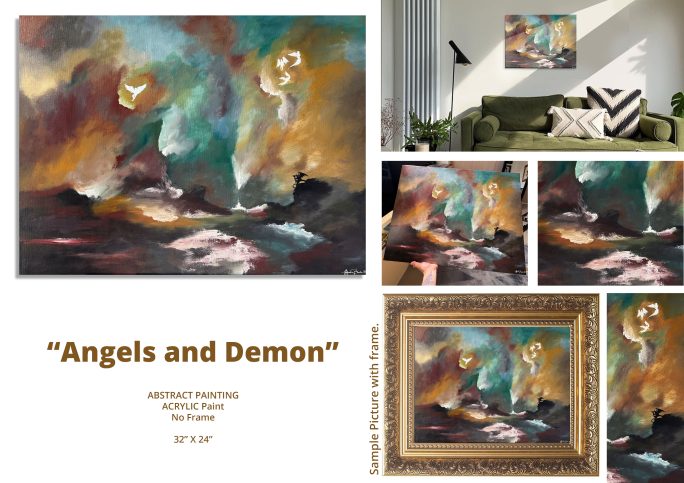 “Angels and Demon”
ABSTRACT PAINTING
ACRYLIC Paint
No Frame
32” X 24”
Sample Picture with frame.